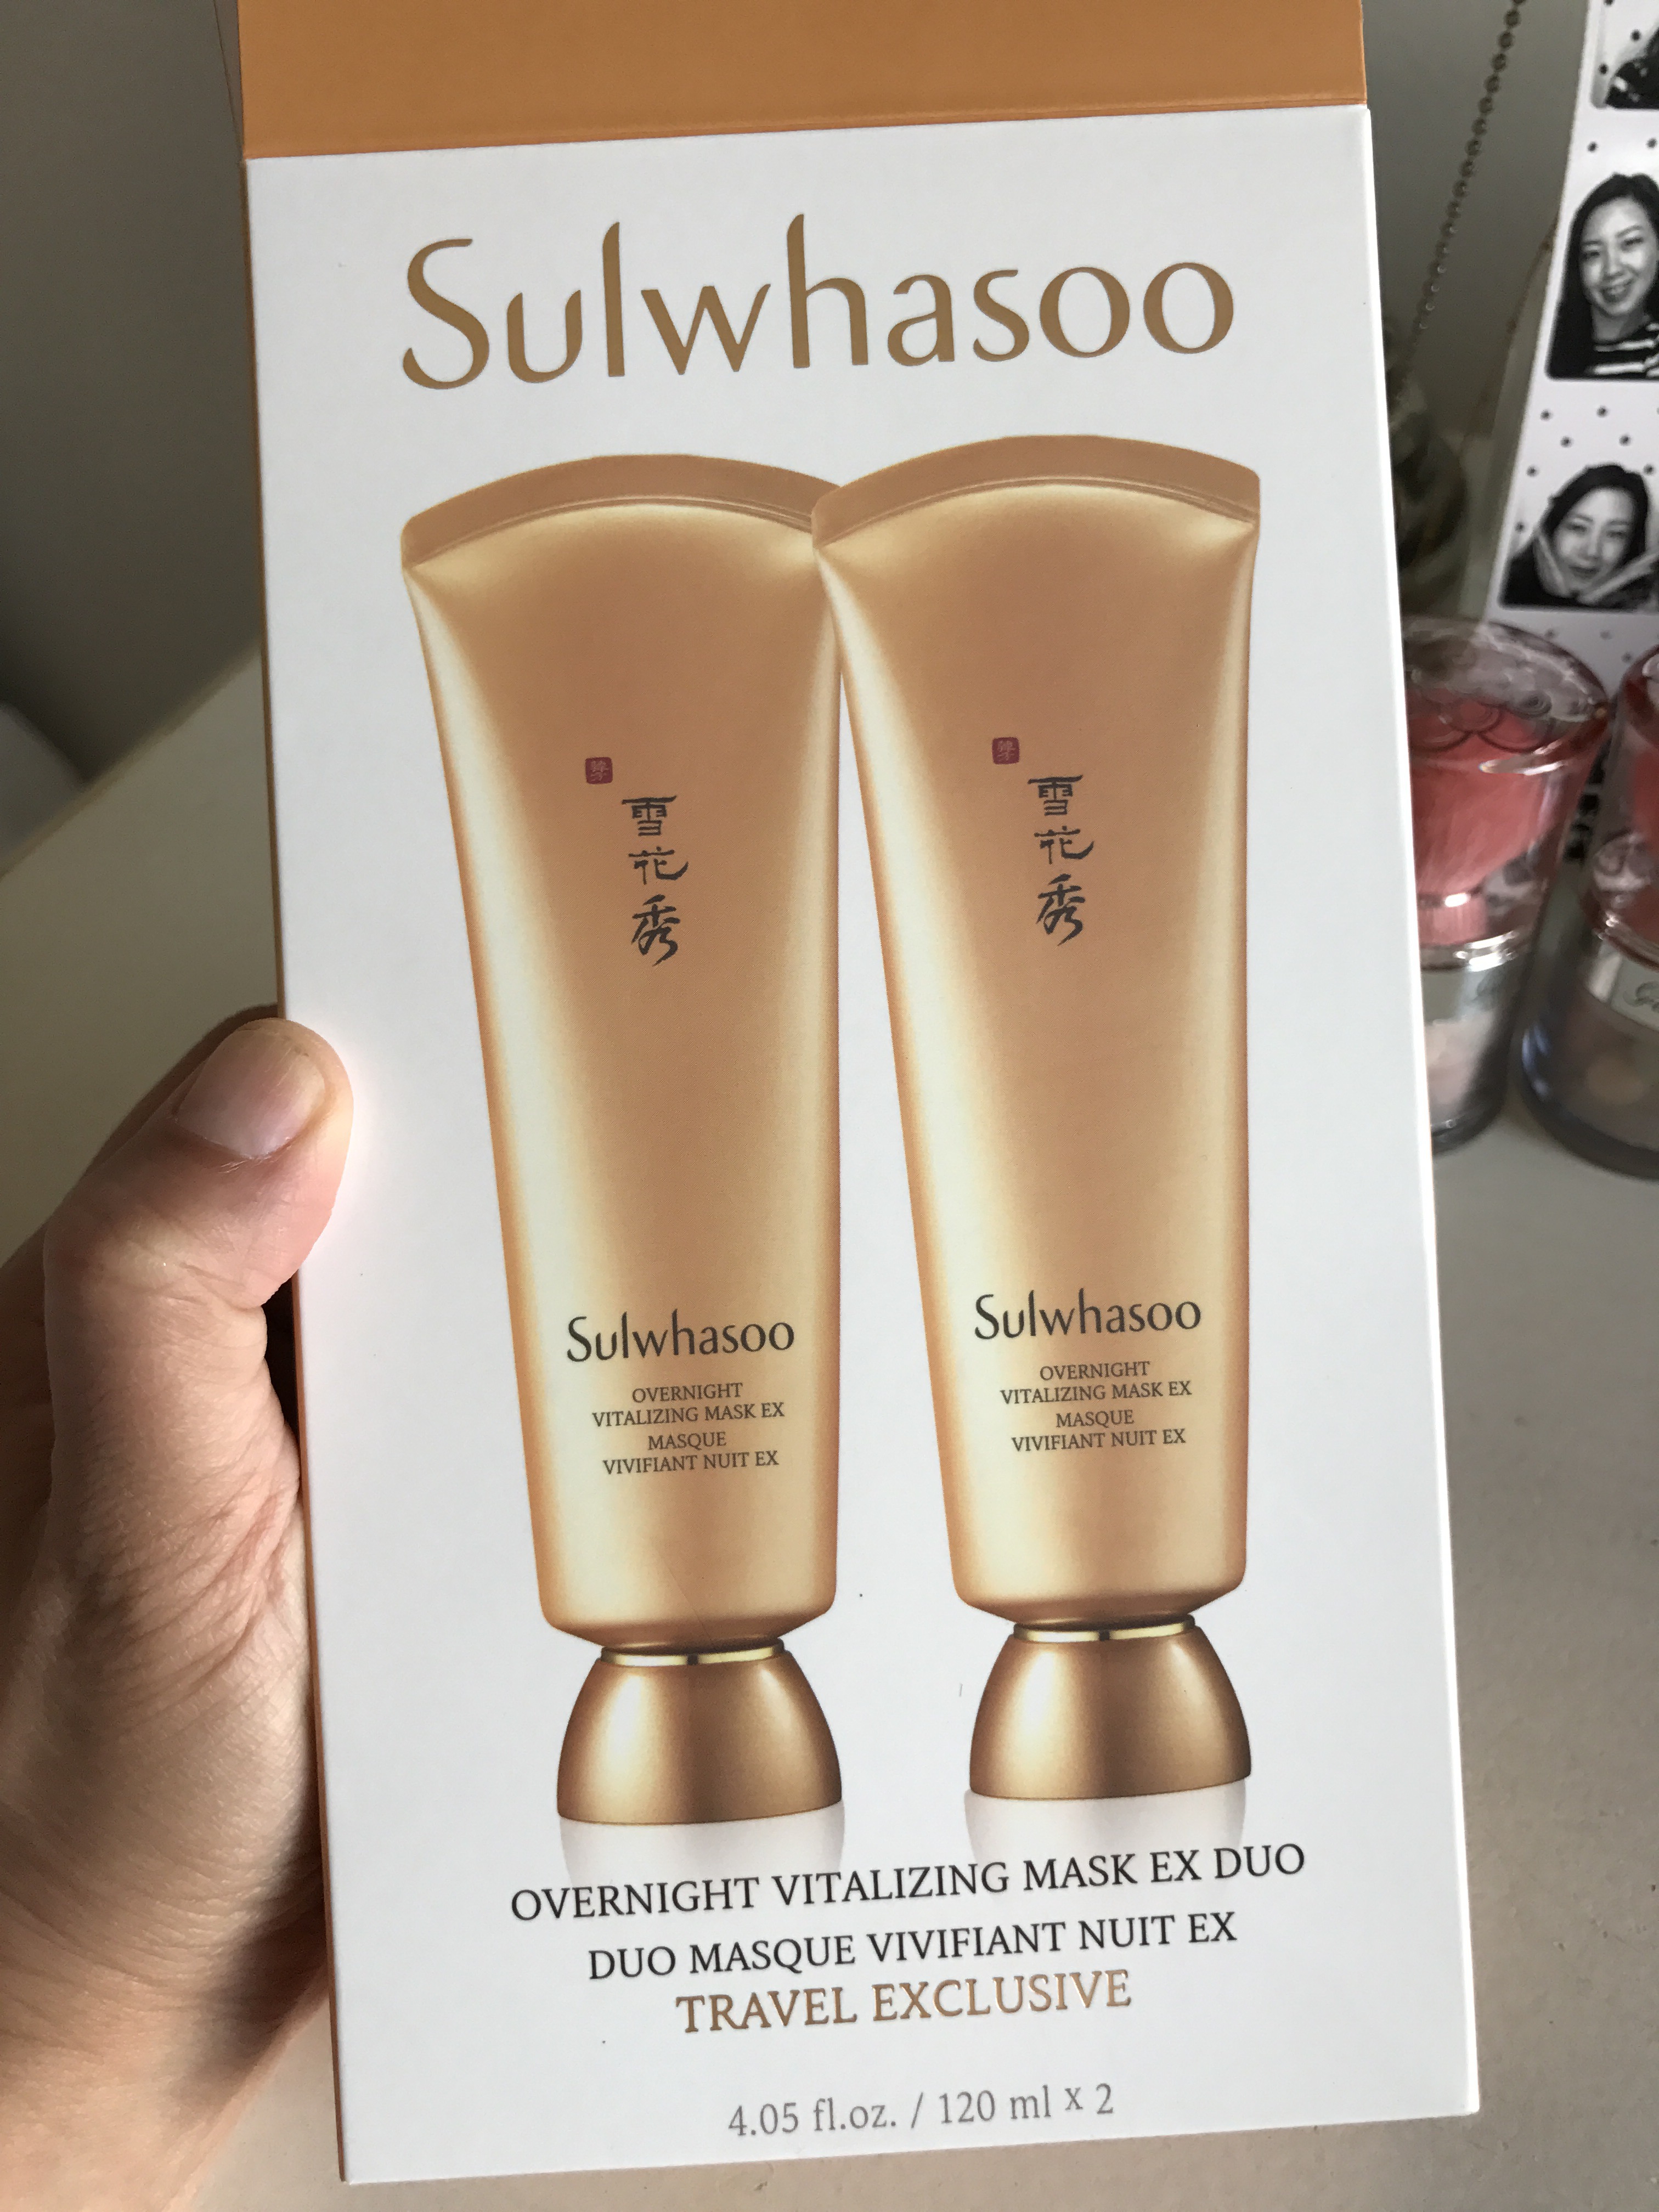 Sulwhasoo
雪
花
秀
Sulwhasoo
OVERNIGHT
VITALIZING MASK EX
MASQUE
VIVIFIANT NUIT EX
雪
花
秀
Sulwhasoo
OVERNIGHT
VITALIZING MASK EX
MASQUE
VIVIFIANT NUIT EX
OVERNIGHT VITALIZING MASK EX DUO
DUO MASQUE VIVIFIANT NUIT EX
TRAVEL EXCLUSIVE
4.05 fl.oz. / 120 ml x 2